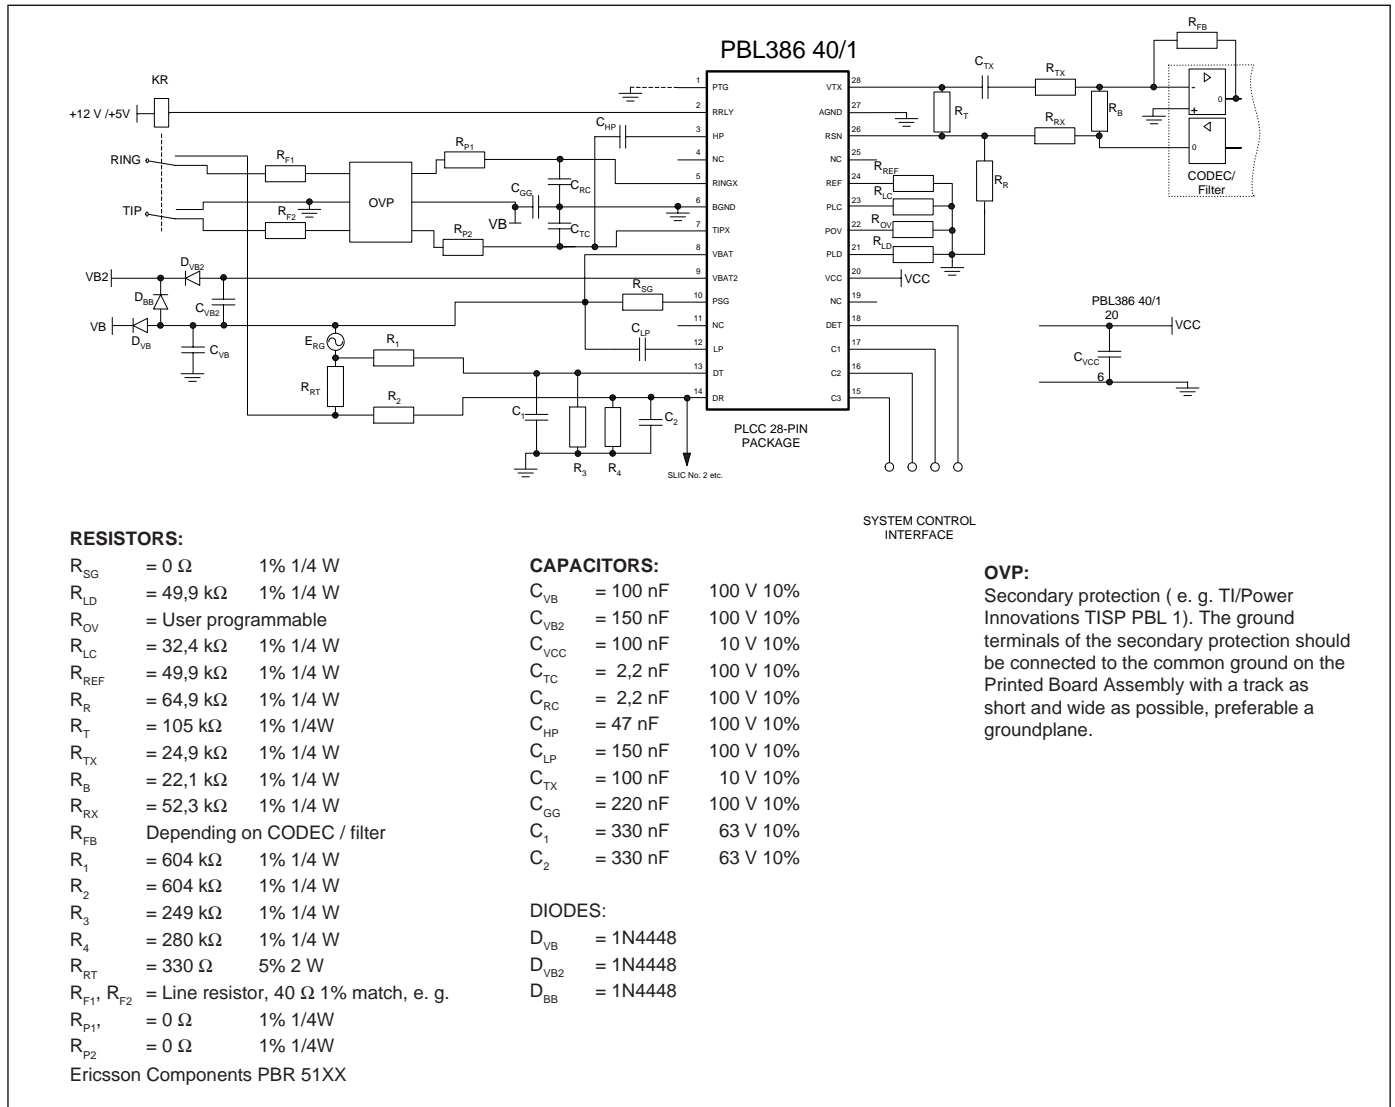 PBL386 40/1
KR
+12 V /+5V
RING
TIP
R_F1
R_F2
OVP
R_P1
R_P2
C_HP
C_RC
C_GG
VB
C_TC
VB2
D_VB2
D_BB
C_VB2
VB
D_VB
C_VB
E_RG
R_RT
R_1
R_2
R_SG
C_LP
C_1
R_3
R_4
C_2
SLIC No. 2 etc.
1 PTG
2 RRLY
3 HP
4 NC
5 RINGX
6 BGND
7 TIPX
8 VBAT
9 VBAT2
10 PSG
11 NC
12 LP
13 DT
14 DR
VTX 28
AGND 27
RSN 26
NC 25
REF 24
PLC 23
POV 22
PLD 21
VCC 20
NC 19
DET 18
C1 17
C2 16
C3 15
PLCC 28-PIN
PACKAGE
C_TX
R_TX
R_FB
R_T
R_B
R_RX
R_R
R_REF
R_LC
R_OV
R_LD
VCC
-
+
0
0
CODEC/
Filter
PBL386 40/1
20
VCC
C_VCC
6
SYSTEM CONTROL
INTERFACE
RESISTORS:
R_SG = 0 Ω 1% 1/4 W
R_LD = 49,9 kΩ 1% 1/4 W
R_OV = User programmable
R_LC = 32,4 kΩ 1% 1/4 W
R_REF = 49,9 kΩ 1% 1/4 W
R_R = 64,9 kΩ 1% 1/4 W
R_T = 105 kΩ 1% 1/4W
R_TX = 24,9 kΩ 1% 1/4 W
R_B = 22,1 kΩ 1% 1/4 W
R_RX = 52,3 kΩ 1% 1/4 W
R_FB Depending on CODEC / filter
R_1 = 604 kΩ 1% 1/4 W
R_2 = 604 kΩ 1% 1/4 W
R_3 = 249 kΩ 1% 1/4 W
R_4 = 280 kΩ 1% 1/4 W
R_RT = 330 Ω 5% 2 W
R_F1, R_F2 = Line resistor, 40 Ω 1% match, e. g.
R_P1, = 0 Ω 1% 1/4W
R_P2 = 0 Ω 1% 1/4W
Ericsson Components PBR 51XX
CAPACITORS:
C_VB = 100 nF 100 V 10%
C_VB2 = 150 nF 100 V 10%
C_VCC = 100 nF 10 V 10%
C_TC = 2,2 nF 100 V 10%
C_RC = 2,2 nF 100 V 10%
C_HP = 47 nF 100 V 10%
C_LP = 150 nF 100 V 10%
C_TX = 100 nF 10 V 10%
C_GG = 220 nF 100 V 10%
C_1 = 330 nF 63 V 10%
C_2 = 330 nF 63 V 10%
DIODES:
D_VB = 1N4448
D_VB2 = 1N4448
D_BB = 1N4448
OVP:
Secondary protection ( e. g. TI/Power
Innovations TISP PBL 1). The ground
terminals of the secondary protection should
be connected to the common ground on the
Printed Board Assembly with a track as
short and wide as possible, preferable a
groundplane.